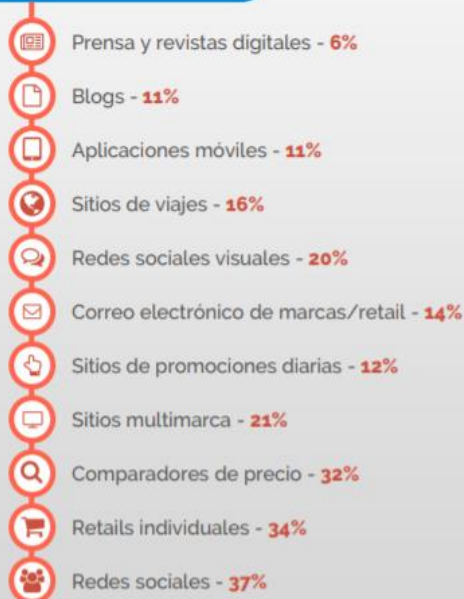 Prensa y revistas digitales - 6%
Blogs - 11%
Aplicaciones móviles - 11%
Sitios de viajes - 16%
Redes sociales visuales - 20%
Correo electrónico de marcas/retail - 14%
Sitios de promociones diarias - 12%
Sitios multimarca - 21%
Comparadores de precio - 32%
Retails individuales - 34%
Redes sociales - 37%